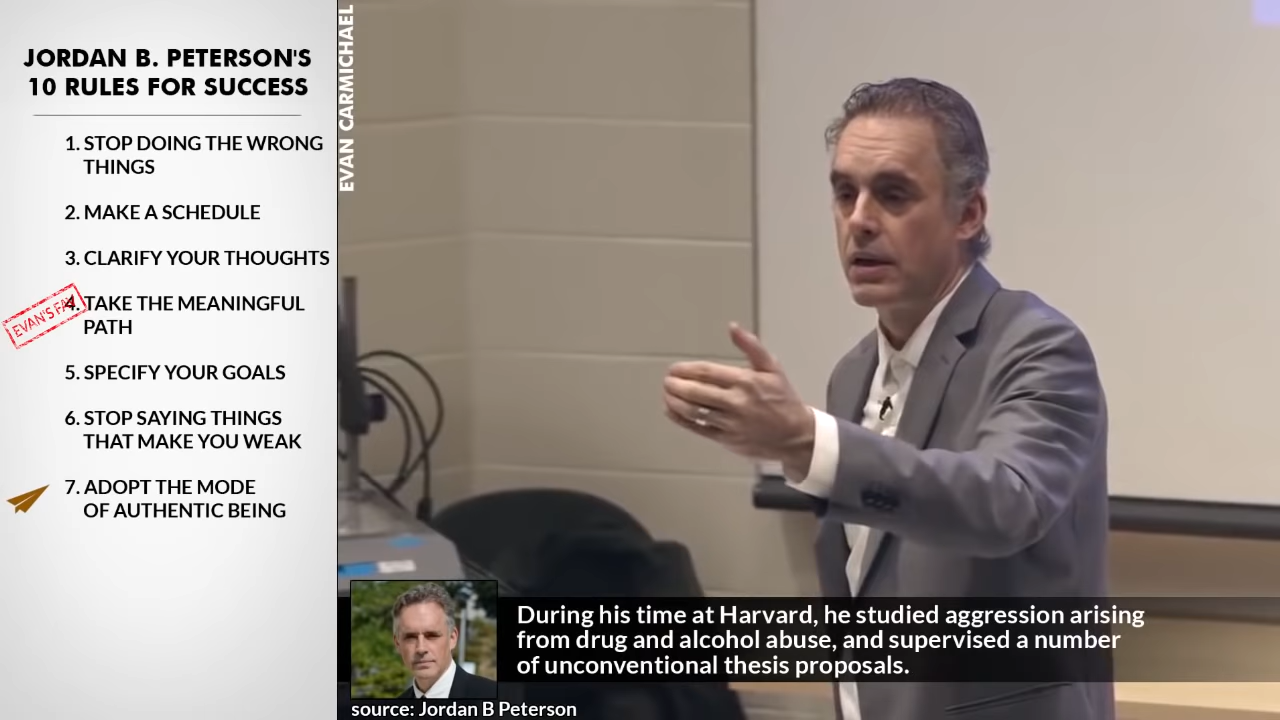 JORDAN B. PETERSON'S
10 RULES FOR SUCCESS
1. STOP DOING THE WRONG
THINGS
2. MAKE A SCHEDULE
3. CLARIFY YOUR THOUGHTS
4. TAKE THE MEANINGFUL
PATH
EVAN'S
5. SPECIFY YOUR GOALS
6. STOP SAYING THINGS
THAT MAKE YOU WEAK
7. ADOPT THE MODE
OF AUTHENTIC BEING
EVAN CARMICHAEL
During his time at Harvard, he studied aggression arising
from drug and alcohol abuse, and supervised a number
of unconventional thesis proposals.
source: Jordan B Peterson